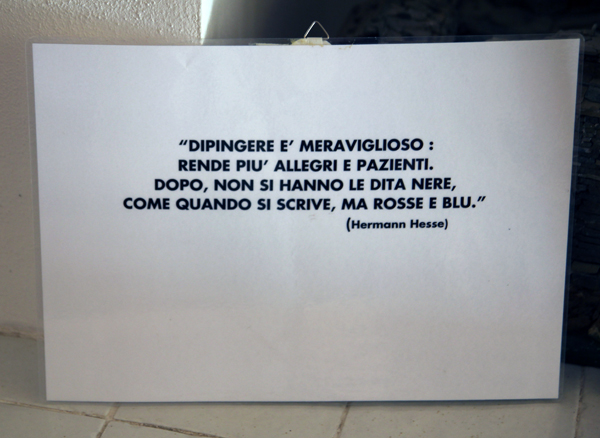 “DIPINGERE E’ MERAVIGLIOSO :
RENDE PIU’ ALLEGRI E PAZIENTI.
DOPO, NON SI HANNO LE DITA NERE,
COME QUANDO SI SCRIVE, MA ROSSE E BLU.”
(Hermann Hesse)